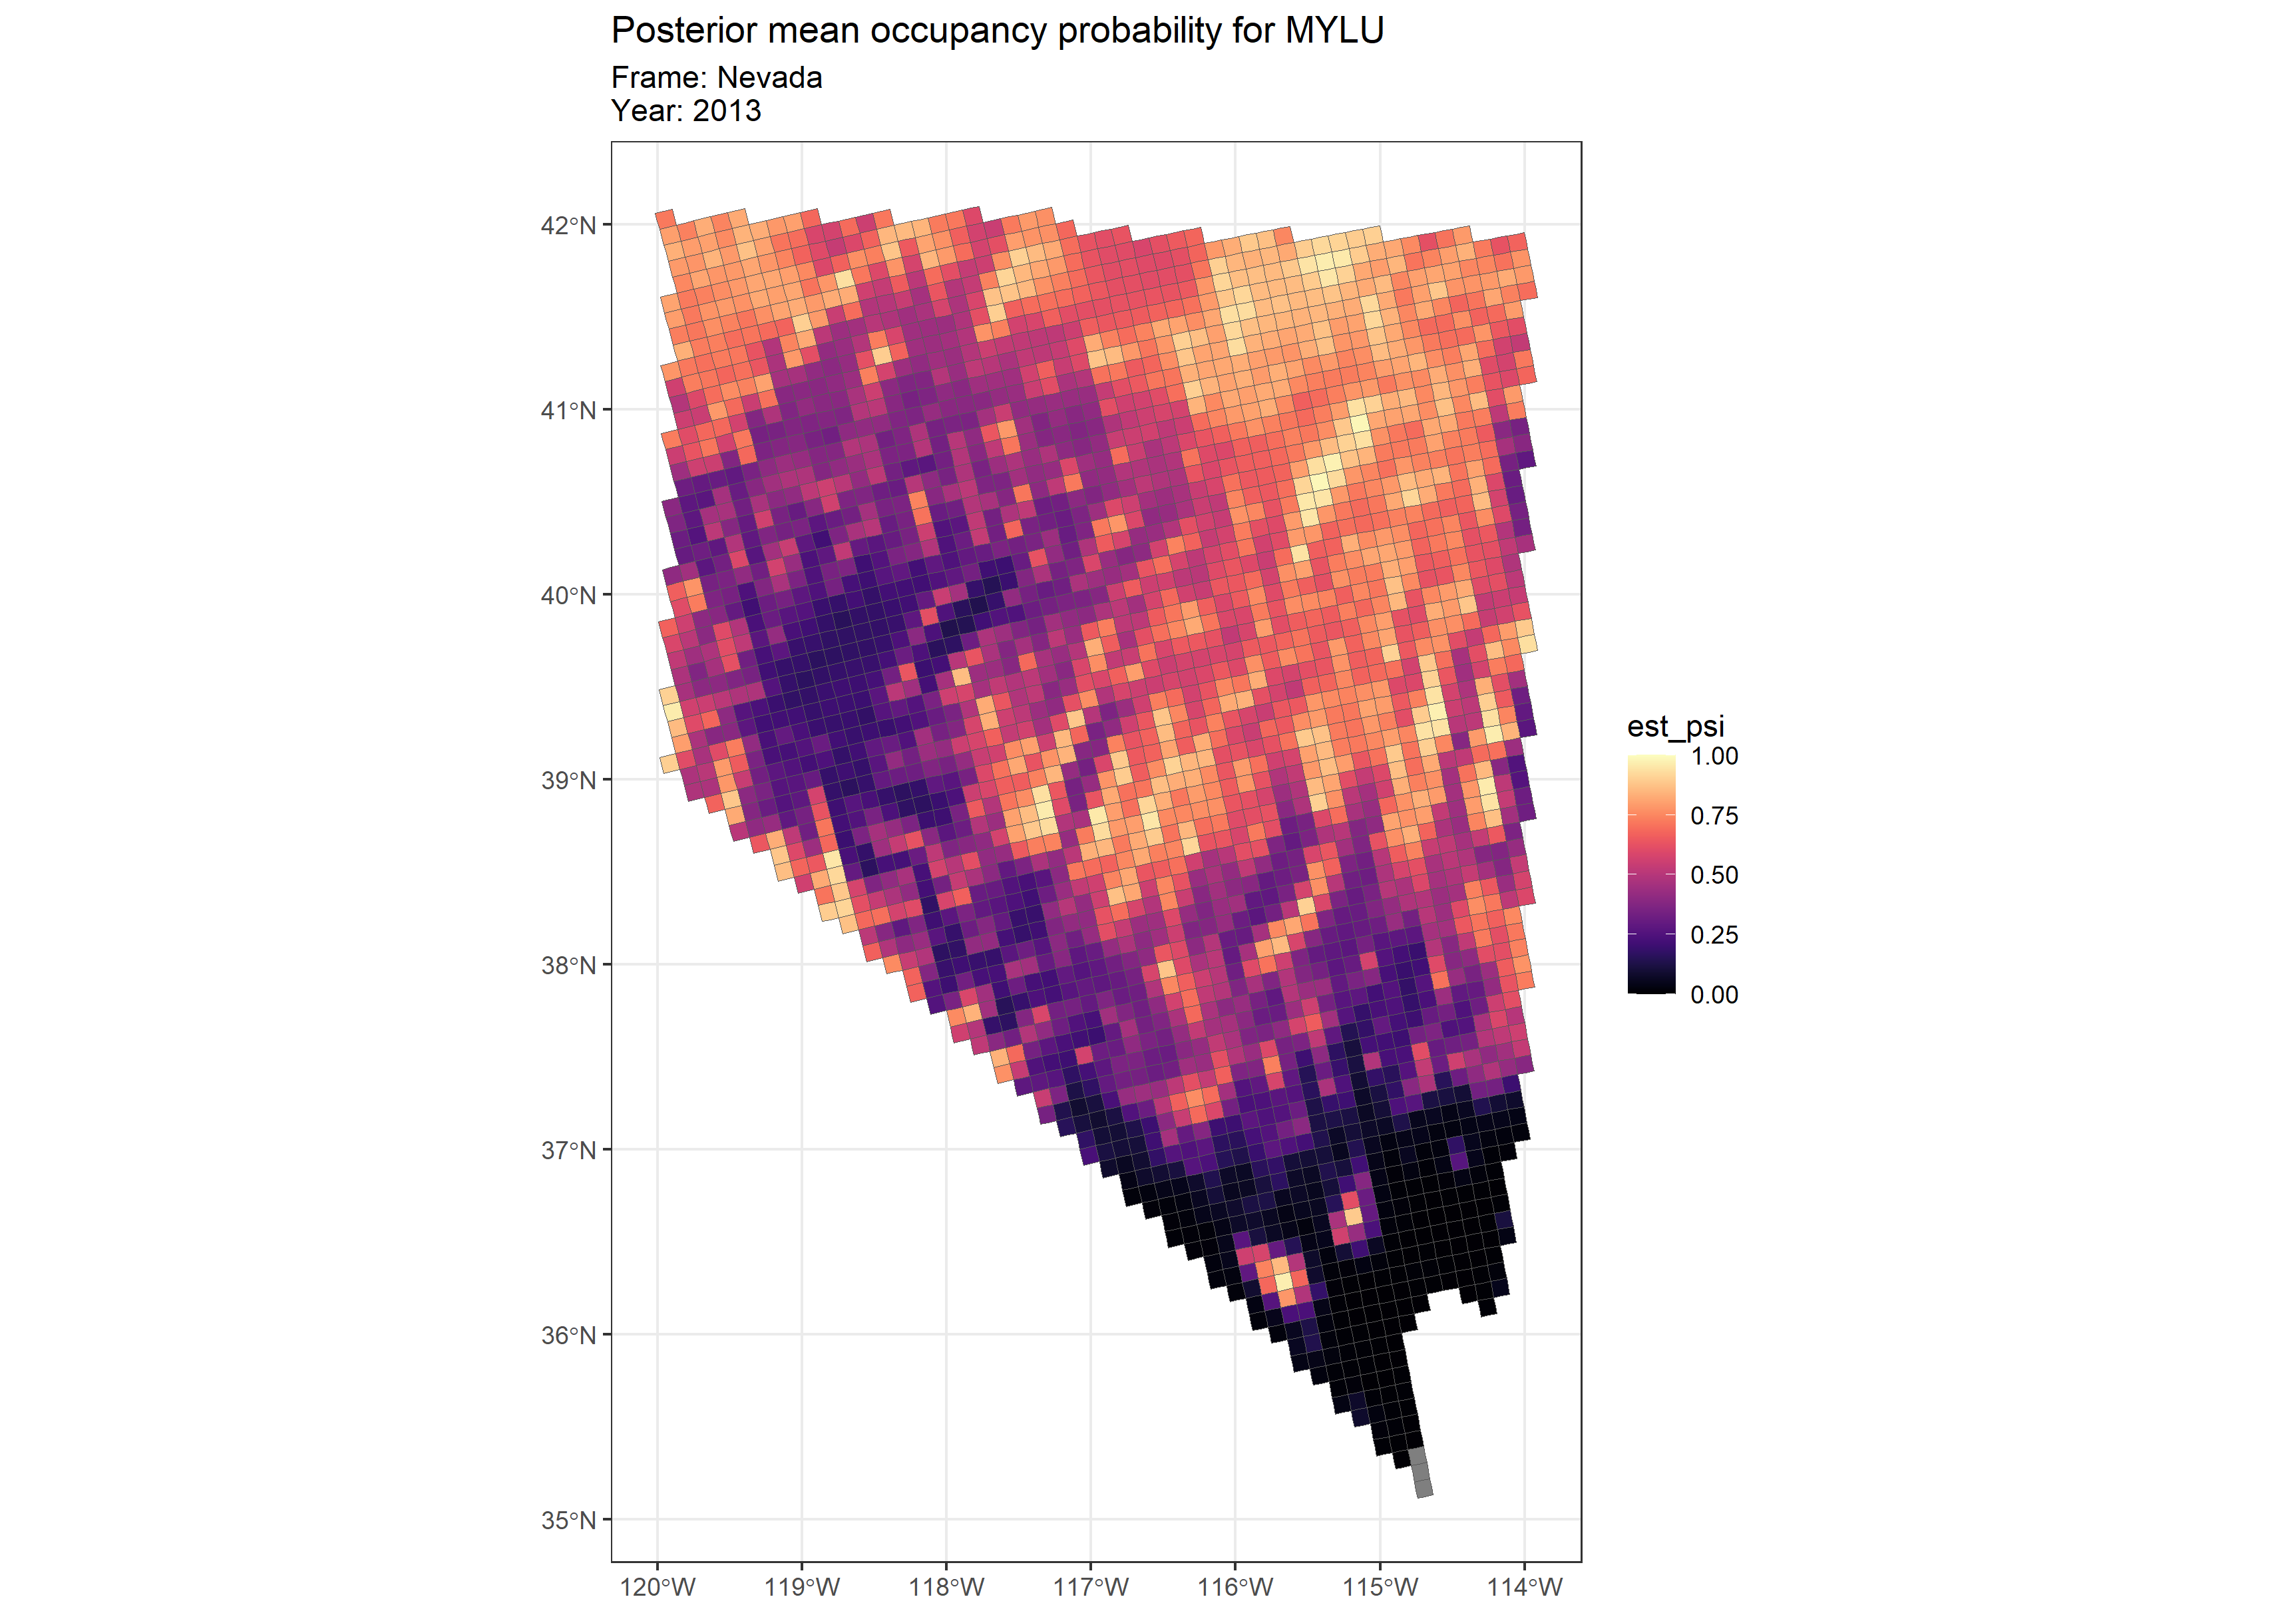 Posterior mean occupancy probability for MYLU
Frame: Nevada
Year: 2013
42°N
41°N
40°N
39°N
38°N
37°N
36°N
35°N
120°W 119°W 118°W 117°W 116°W 115°W 114°W
est_psi
1.00
0.75
0.50
0.25
0.00